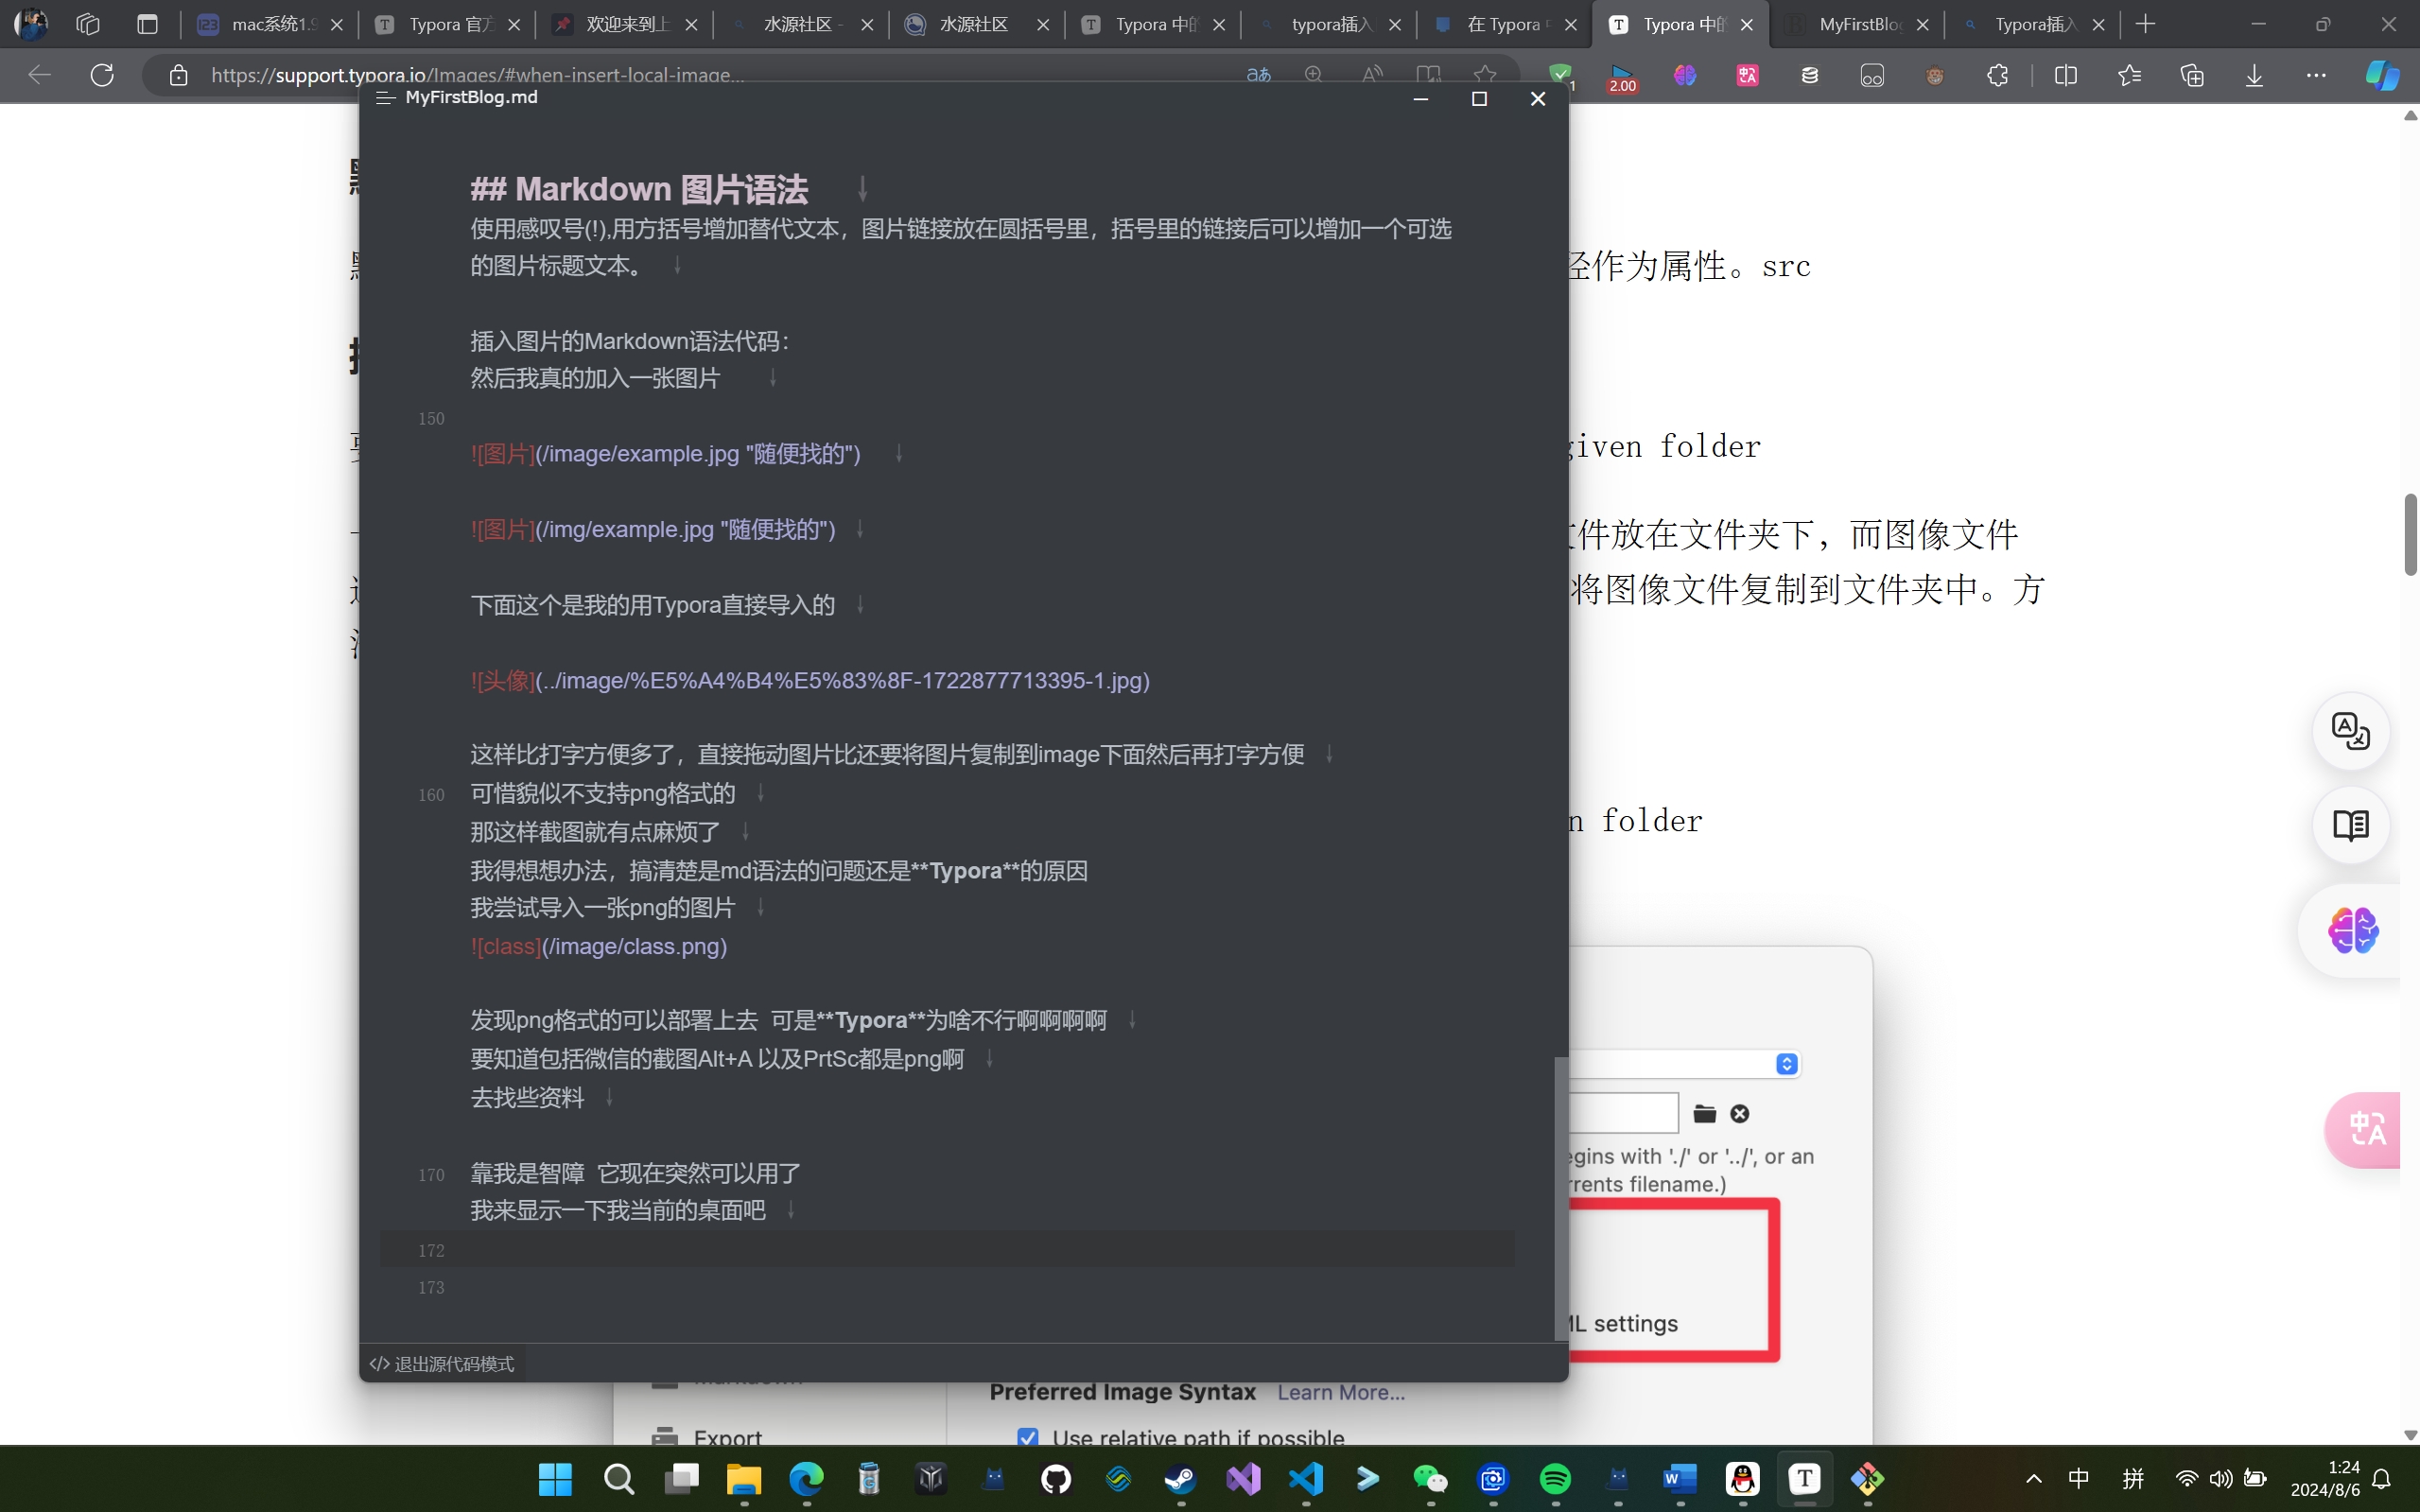 mac系统1.9
Typora 官方
欢迎来到上
水源社区 -
水源社区
Typora 中的
typora插入
在 Typora 中
Typora 中的
MyFirstBlog
Typora插入
https://support.typora.io/Images/#when-insert-local-image...
1
2.00
MyFirstBlog.md
## Markdown 图片语法
使用感叹号(!),用方括号增加替代文本，图片链接放在圆括号里，括号里的链接后可以增加一个可选
的图片标题文本。
插入图片的Markdown语法代码：
然后我真的加入一张图片
150
![图片](/image/example.jpg "随便找的")
![图片](/img/example.jpg "随便找的")
下面这个是我的用Typora直接导入的
![头像](../image/%E5%A4%B4%E5%83%8F-1722877713395-1.jpg)
这样比打字方便多了，直接拖动图片比还要将图片复制到image下面然后再打字方便
160 可惜貌似不支持png格式的
那这样截图就有点麻烦了
我得想想办法，搞清楚是md语法的问题还是**Typora**的原因
我尝试导入一张png的图片
![class](/image/class.png)
发现png格式的可以部署上去 可是**Typora**为啥不行啊啊啊啊
要知道包括微信的截图Alt+A 以及PrtSc都是png啊
去找些资料
170 靠我是智障 它现在突然可以用了
我来显示一下我当前的桌面吧
172
173
</> 退出源代码模式
径作为属性。src
given folder
文件放在文件夹下，而图像文件
将图像文件复制到文件夹中。方
n folder
egins with './' or '../', or an
rrents filename.)
ML settings
Preferred Image Syntax Learn More...
Export
Use relative path if possible
中
拼
1:24
2024/8/6